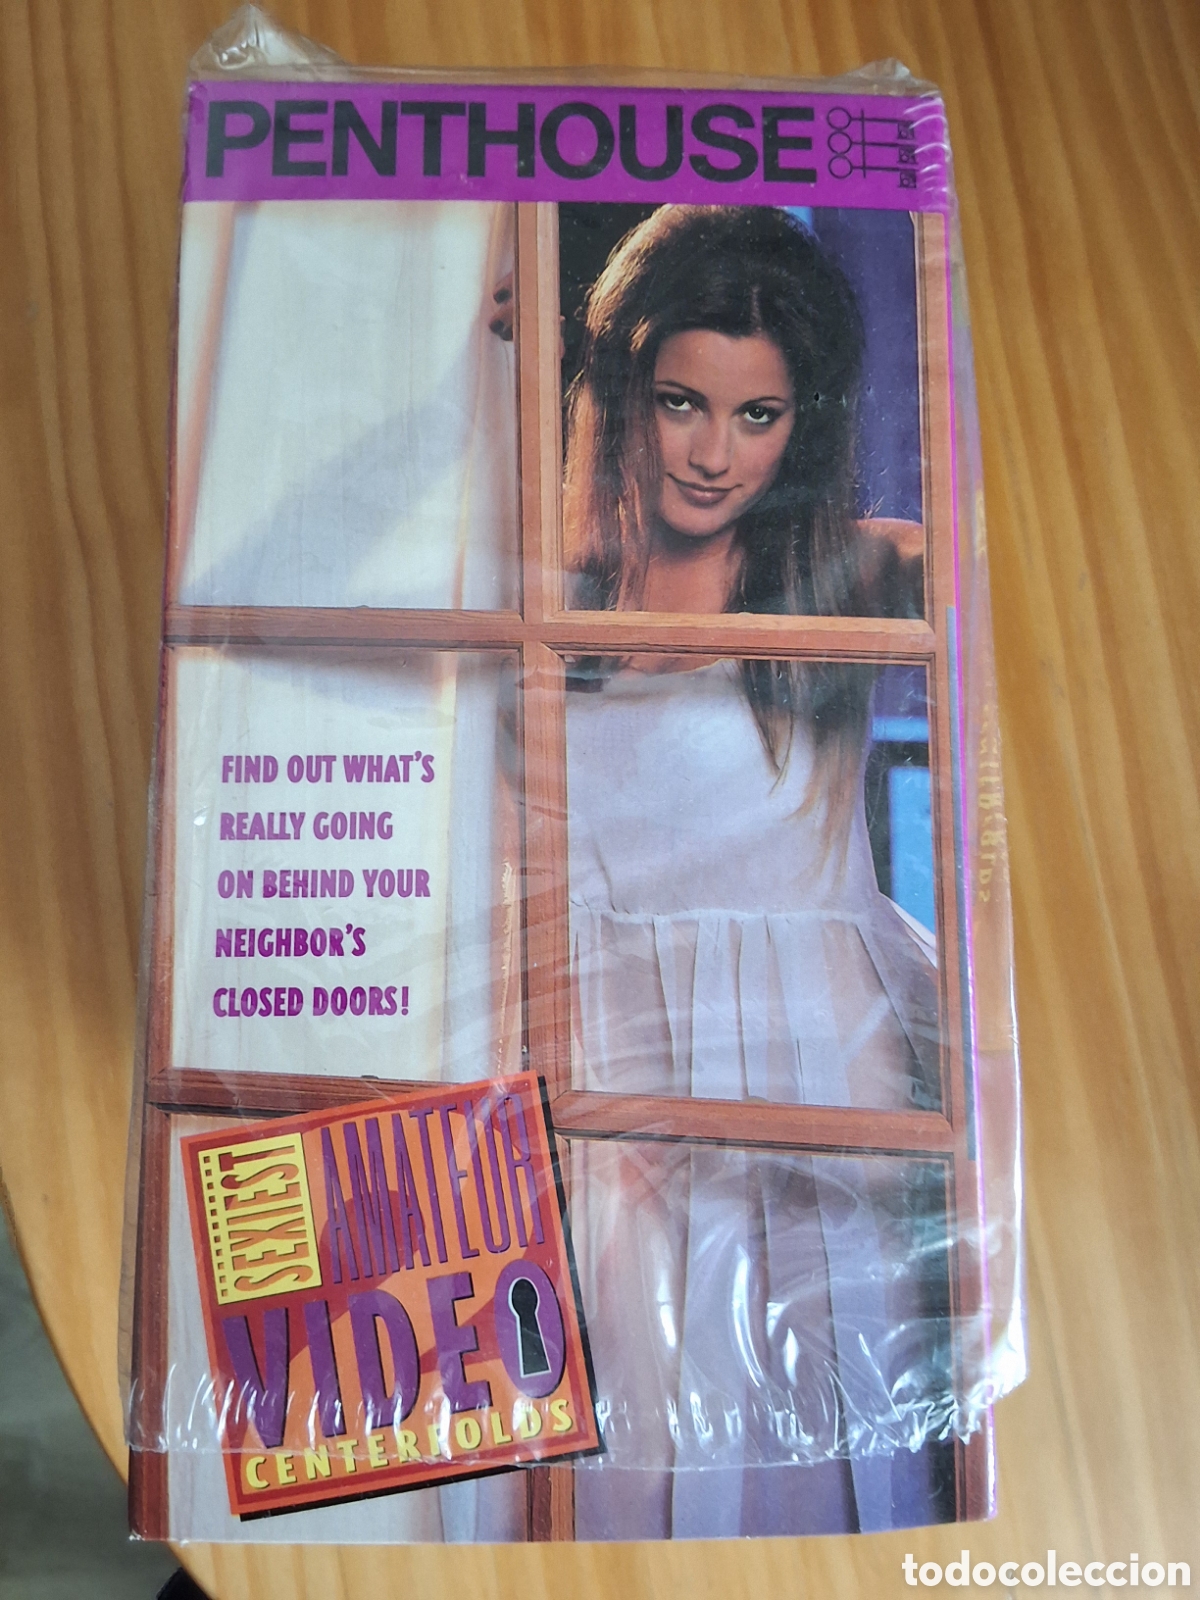 PENTHOUSE
FIND OUT WHAT'S
REALLY GOING
ON BEHIND YOUR
NEIGHBOR'S
CLOSED DOORS!
SEXIEST
AMATEUR
VIDEO
CENTERFOLDS
todocoleccion